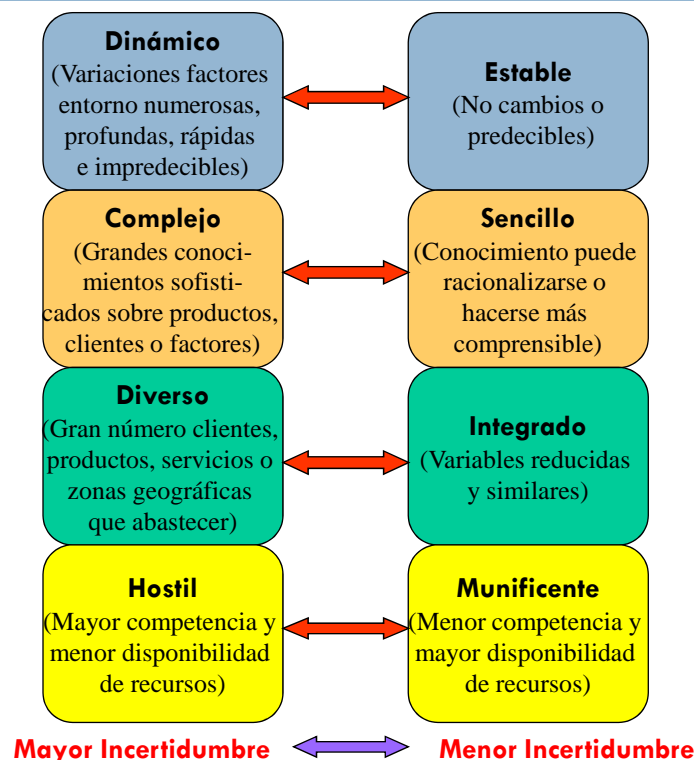 Dinámico
(Variaciones factores
entorno numerosas,
profundas, rápidas
e impredecibles)
Estable
(No cambios o
predecibles)
Complejo
(Grandes conoci-
mientos sofisti-
cados sobre productos,
clientes o factores)
Sencillo
(Conocimiento puede
racionalizarse o
hacerse más
comprensible)
Diverso
(Gran número clientes,
productos, servicios o
zonas geográficas
que abastecer)
Integrado
(Variables reducidas
y similares)
Hostil
(Mayor competencia y
menor disponibilidad
de recursos)
Munificente
(Menor competencia y
mayor disponibilidad
de recursos)
Mayor Incertidumbre
Menor Incertidumbre